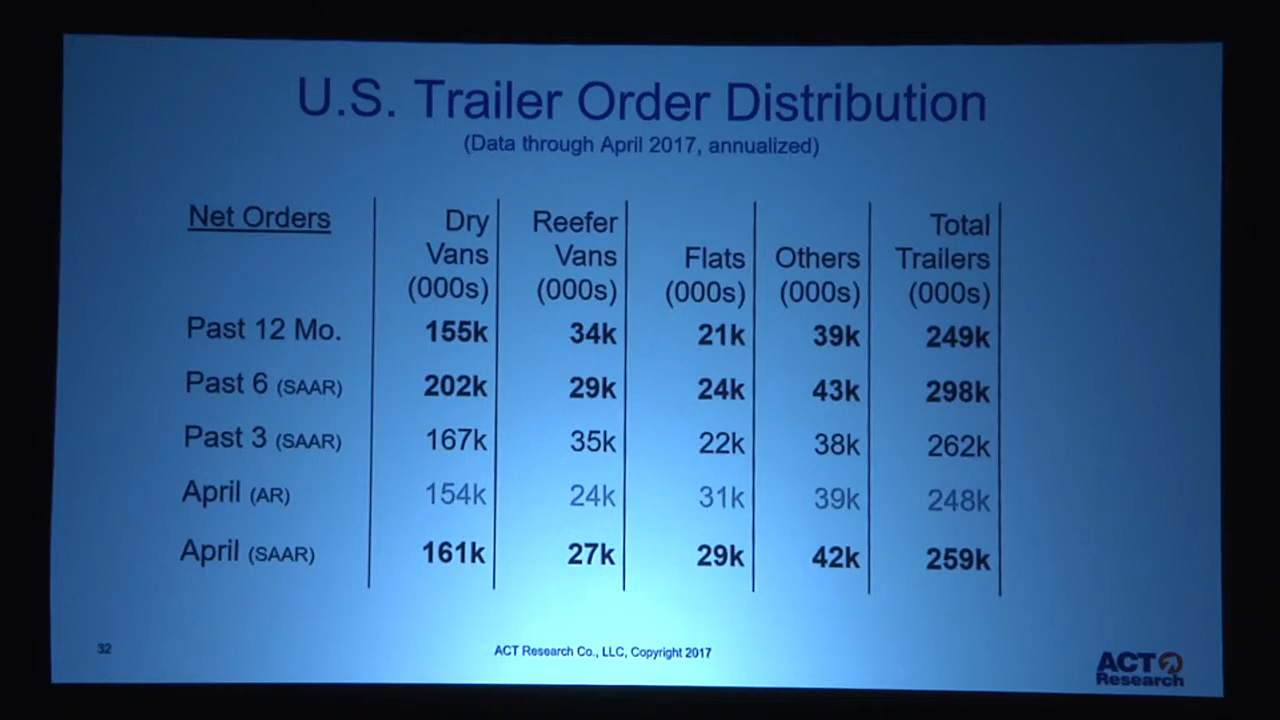 U.S. Trailer Order Distribution
(Data through April 2017, annualized)
Net Orders Dry Vans (000s) Reefer Vans (000s) Flats (000s) Others (000s) Total Trailers (000s)
Past 12 Mo. 155k 34k 21k 39k 249k
Past 6 (SAAR) 202k 29k 24k 43k 298k
Past 3 (SAAR) 167k 35k 22k 38k 262k
April (AR) 154k 24k 31k 39k 248k
April (SAAR) 161k 27k 29k 42k 259k
32
ACT Research Co., LLC, Copyright 2017
ACT
Research